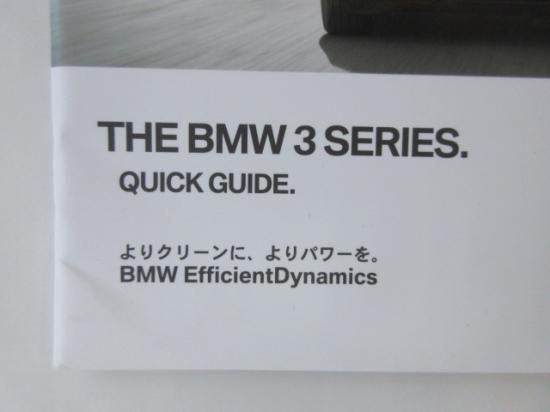 THE BMW 3 SERIES.
QUICK GUIDE.
よりクリーンに、よりパワーを。
BMW EfficientDynamics